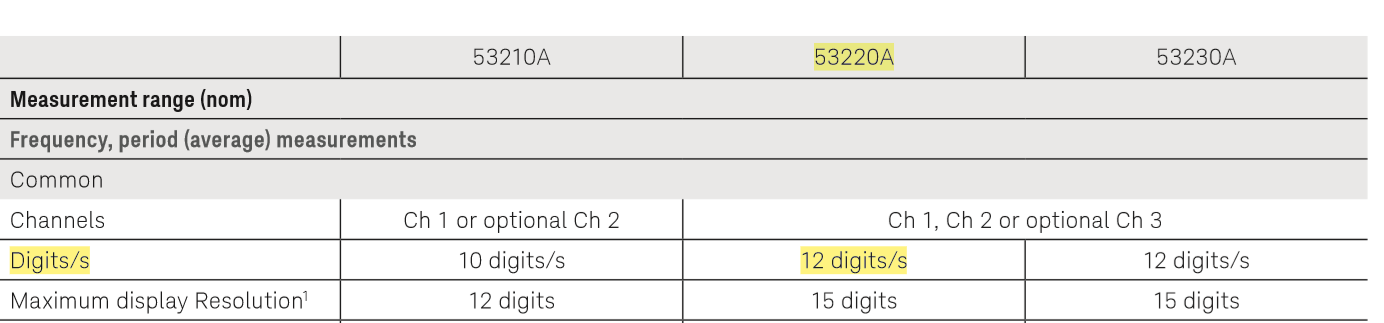 53210A 53220A 53230A
Measurement range (nom)
Frequency, period (average) measurements
Common
Channels Ch 1 or optional Ch 2 Ch 1, Ch 2 or optional Ch 3
Digits/s 10 digits/s 12 digits/s 12 digits/s
Maximum display Resolution¹ 12 digits 15 digits 15 digits